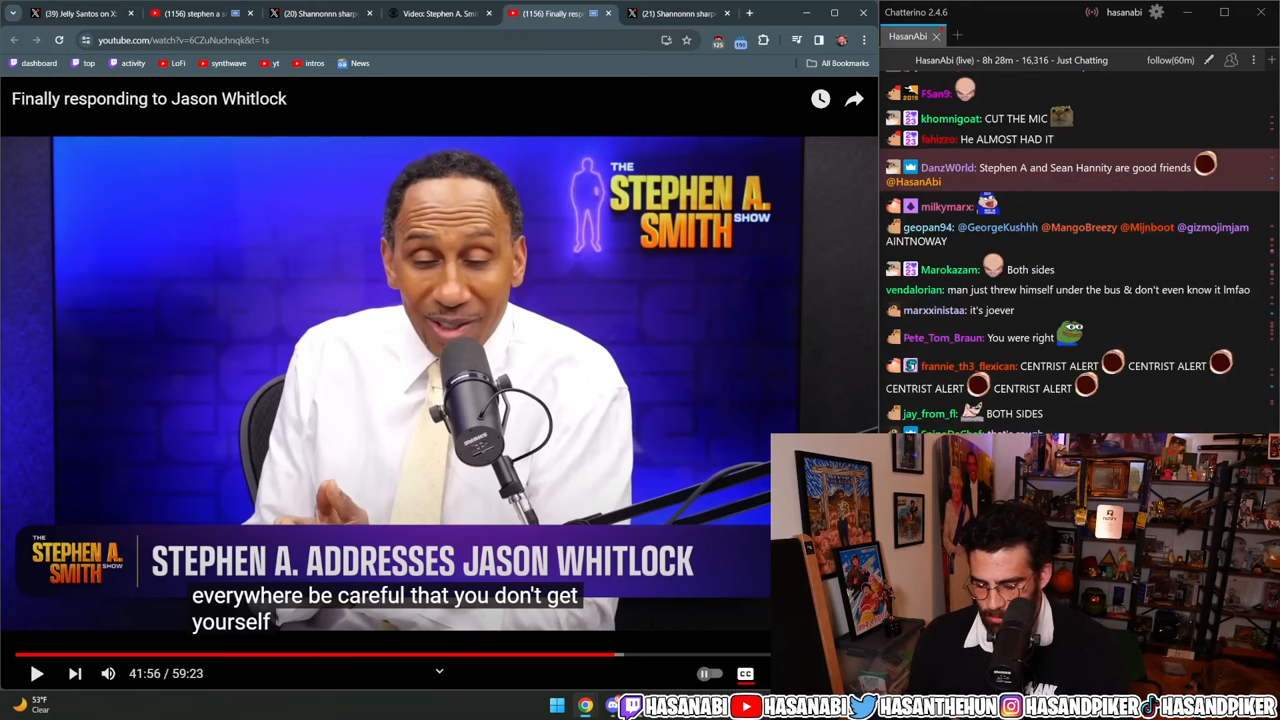 (39) Jelly Santos on X:
(1156) stephen a s
(20) Shannonnn sharpe
Video: Stephen A. Smi
(1156) Finally resp
(21) Shannonnn sharpe
youtube.com/watch?v=6CZuNuchnqk&t=1s
125
190
dashboard
top
activity
LoFi
synthwave
yt
intros
News
All Bookmarks
Finally responding to Jason Whitlock
THE
STEPHEN A.
SMITH SHOW
THE
STEPHEN A.
SMITH
SHOW
STEPHEN A. ADDRESSES JASON WHITLOCK
everywhere be careful that you don't get
yourself
41:56 / 59:23
CC
53°F
Clear
Chatterino 2.4.6
hasanabi
HasanAbi
HasanAbi (live) - 8h 28m - 16,316 - Just Chatting
follow(60m)
FSan9:
khomnigoat: CUT THE MIC
fahizzo: He ALMOST HAD IT
DanzW0rld: Stephen A and Sean Hannity are good friends
@HasanAbi
milkymarx:
geopan94: @GeorgeKushhh @MangoBreezy @Mijnboot @gizmojimjam
AINTNOWAY
Marokazam: Both sides
vendalorian: man just threw himself under the bus & don't even know it lmfao
marxxinistaa: it's joever
Pete_Tom_Braun: You were right
frannie_th3_flexican: CENTRIST ALERT CENTRIST ALERT
CENTRIST ALERT CENTRIST ALERT
jay_from_fl: BOTH SIDES
HASANABI HASANABI HASANTHEHUN HASANDPIKER HASANDPIKER